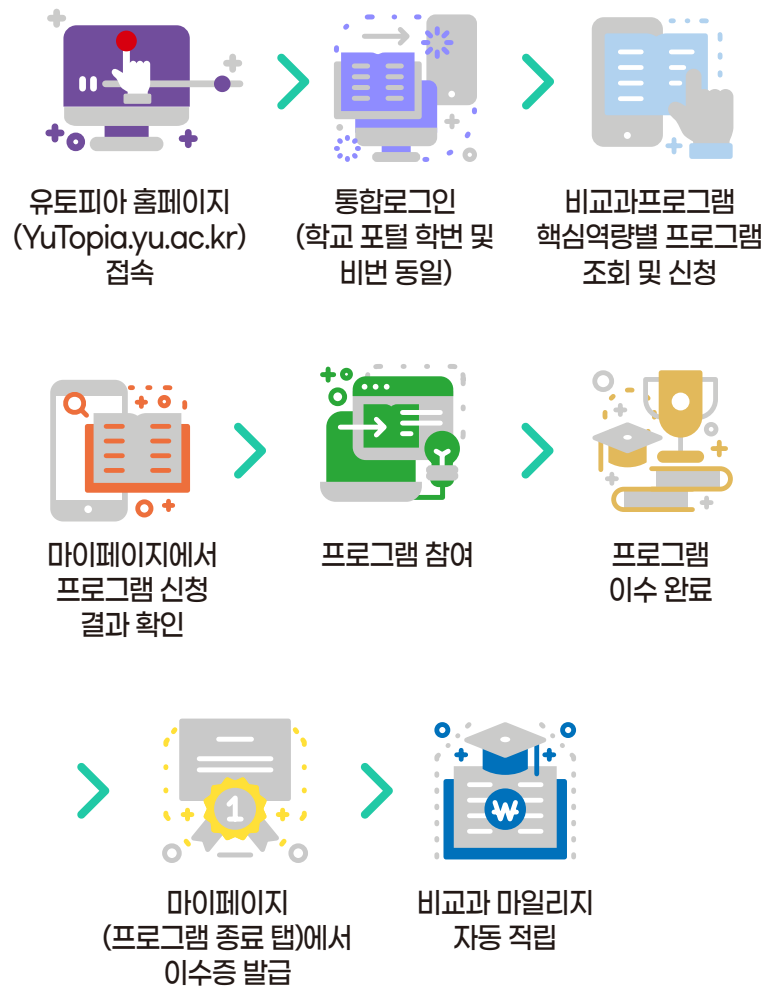 유토피아 홈페이지
(YuTopia.yu.ac.kr)
접속
통합로그인
(학교 포털 학번 및
비번 동일)
비교과프로그램
핵심역량별 프로그램
조회 및 신청
마이페이지에서
프로그램 신청
결과 확인
프로그램 참여
프로그램
이수 완료
1
마이페이지
(프로그램 종료 탭)에서
이수증 발급
₩
비교과 마일리지
자동 적립